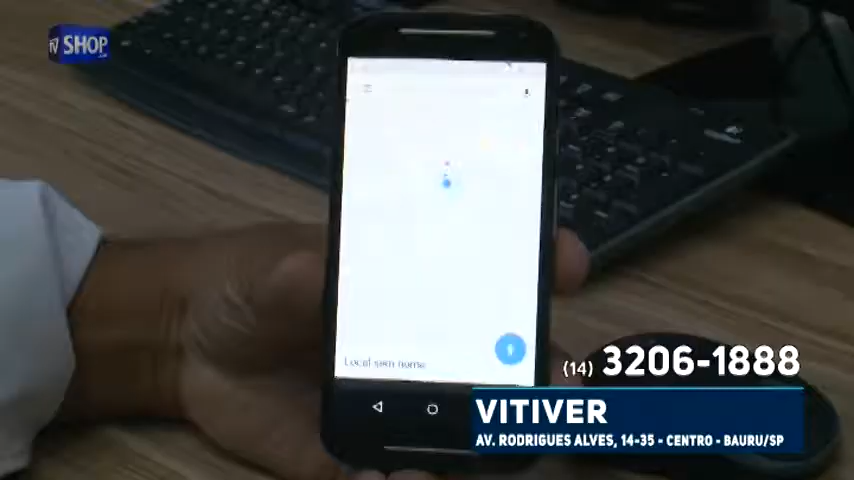 TV SHOP
Local sem nome
(14) 3206-1888
VITIVER
AV. RODRIGUES ALVES, 14-35 - CENTRO - BAURU/SP